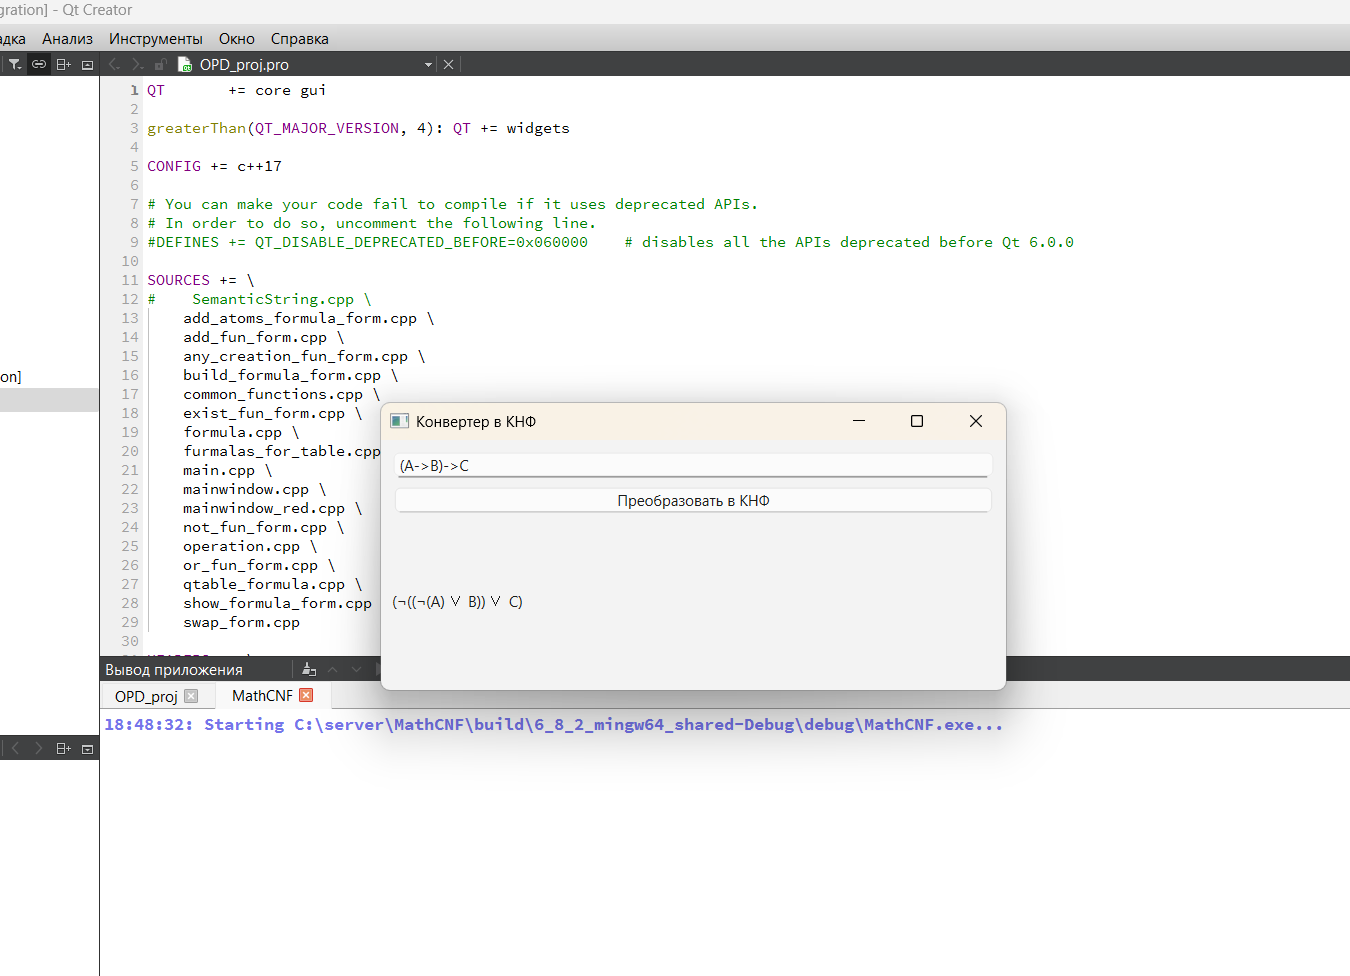 gration] - Qt Creator
адка Анализ Инструменты Окно Справка
OPD_proj.pro
1 QT += core gui
2
3 greaterThan(QT_MAJOR_VERSION, 4): QT += widgets
4
5 CONFIG += c++17
6
7 # You can make your code fail to compile if it uses deprecated APIs.
8 # In order to do so, uncomment the following line.
9 #DEFINES += QT_DISABLE_DEPRECATED_BEFORE=0x060000 # disables all the APIs deprecated before Qt 6.0.0
10
11 SOURCES += \
12 # SemanticString.cpp \
13 add_atoms_formula_form.cpp \
14 add_fun_form.cpp \
15 any_creation_fun_form.cpp \
on]
16 build_formula_form.cpp \
17 common_functions.cpp \
18 exist_fun_form.cpp \
19 formula.cpp \
20 furmalas_for_table.cpp
21 main.cpp \
22 mainwindow.cpp \
23 mainwindow_red.cpp \
24 not_fun_form.cpp \
25 operation.cpp \
26 or_fun_form.cpp \
27 qtable_formula.cpp \
28 show_formula_form.cpp
29 swap_form.cpp
30
Конвертер в КНФ
(A->B)->C
Преобразовать в КНФ
(¬((¬(A) ∨ B)) ∨ C)
Вывод приложения
OPD_proj MathCNF
18:48:32: Starting C:\server\MathCNF\build\6_8_2_mingw64_shared-Debug\debug\MathCNF.exe...